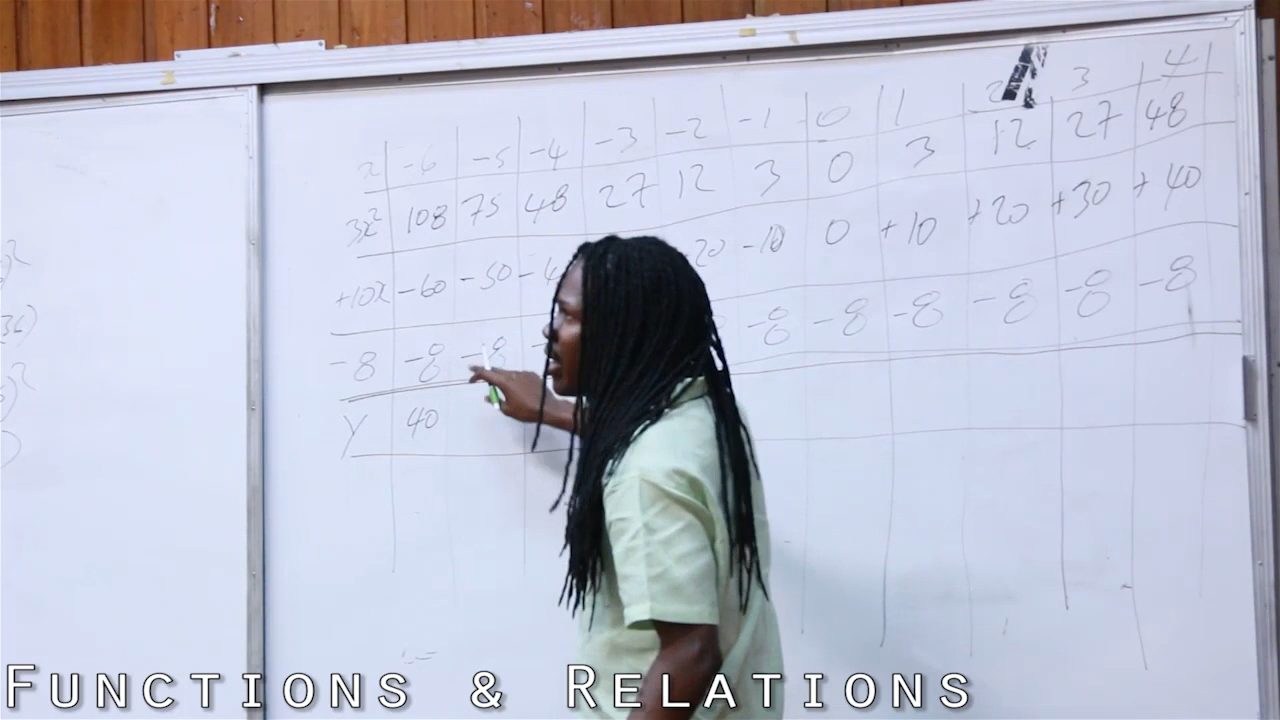 x -6 -5 -4 -3 -2 -1 0 1 2 3 4
3x² 108 75 48 27 12 3 0 3 12 27 48
+10x -60 -50 -4 20 -10 0 +10 +20 +30 +40
-8 -8 -8 -8 -8 -8 -8 -8 -8
Y 40
FUNCTIONS & RELATIONS